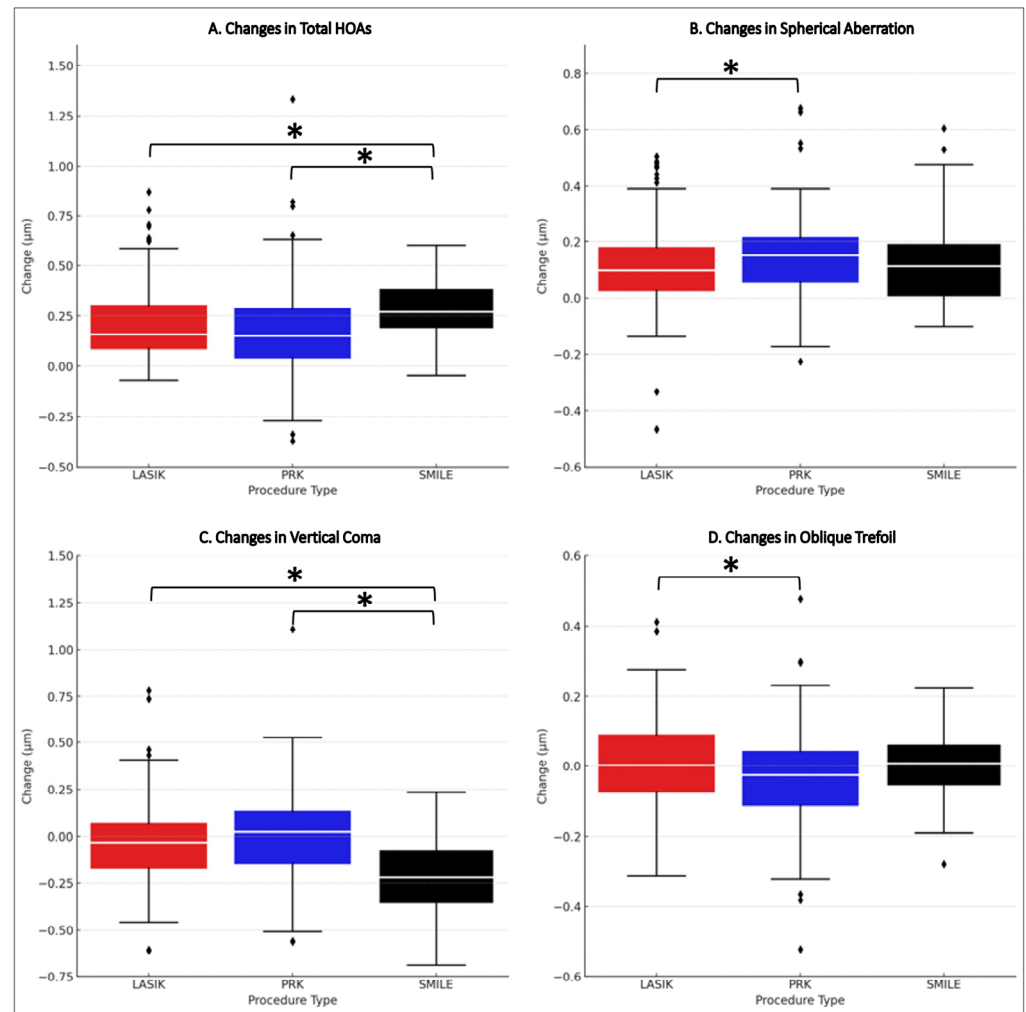 A. Changes in Total HOAs
1.50
1.25
1.00
0.75
0.50
0.25
0.00
−0.25
−0.50
Change (μm)
*
*
LASIK PRK SMILE
Procedure Type
B. Changes in Spherical Aberration
0.8
0.6
0.4
0.2
0.0
−0.2
−0.4
−0.6
Change (μm)
*
LASIK PRK SMILE
Procedure Type
C. Changes in Vertical Coma
1.50
1.25
1.00
0.75
0.50
0.25
0.00
−0.25
−0.50
−0.75
Change (μm)
*
*
LASIK PRK SMILE
Procedure Type
D. Changes in Oblique Trefoil
0.6
0.4
0.2
0.0
−0.2
−0.4
−0.6
Change (μm)
*
LASIK PRK SMILE
Procedure Type